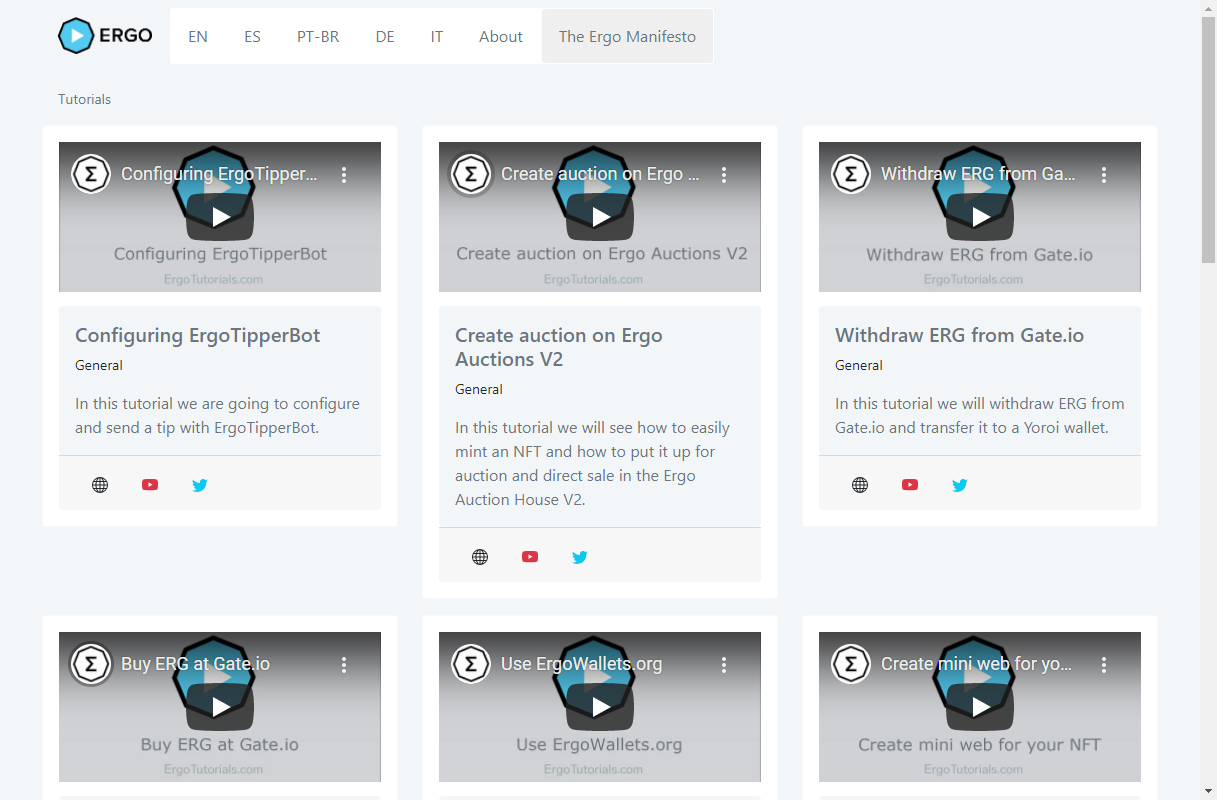 ERGO EN ES PT-BR DE IT About The Ergo Manifesto
Tutorials
Σ Configuring ErgoTipper...
Configuring ErgoTipperBot
ErgoTutorials.com
Configuring ErgoTipperBot
General
In this tutorial we are going to configure
and send a tip with ErgoTipperBot.
Σ Create auction on Ergo ...
Create auction on Ergo Auctions V2
ErgoTutorials.com
Create auction on Ergo
Auctions V2
General
In this tutorial we will see how to easily
mint an NFT and how to put it up for
auction and direct sale in the Ergo
Auction House V2.
Σ Withdraw ERG from Ga...
Withdraw ERG from Gate.io
ErgoTutorials.com
Withdraw ERG from Gate.io
General
In this tutorial we will withdraw ERG from
Gate.io and transfer it to a Yoroi wallet.
Σ Buy ERG at Gate.io
Buy ERG at Gate.io
ErgoTutorials.com
Σ Use ErgoWallets.org
Use ErgoWallets.org
ErgoTutorials.com
Σ Create mini web for yo...
Create mini web for your NFT
ErgoTutorials.com